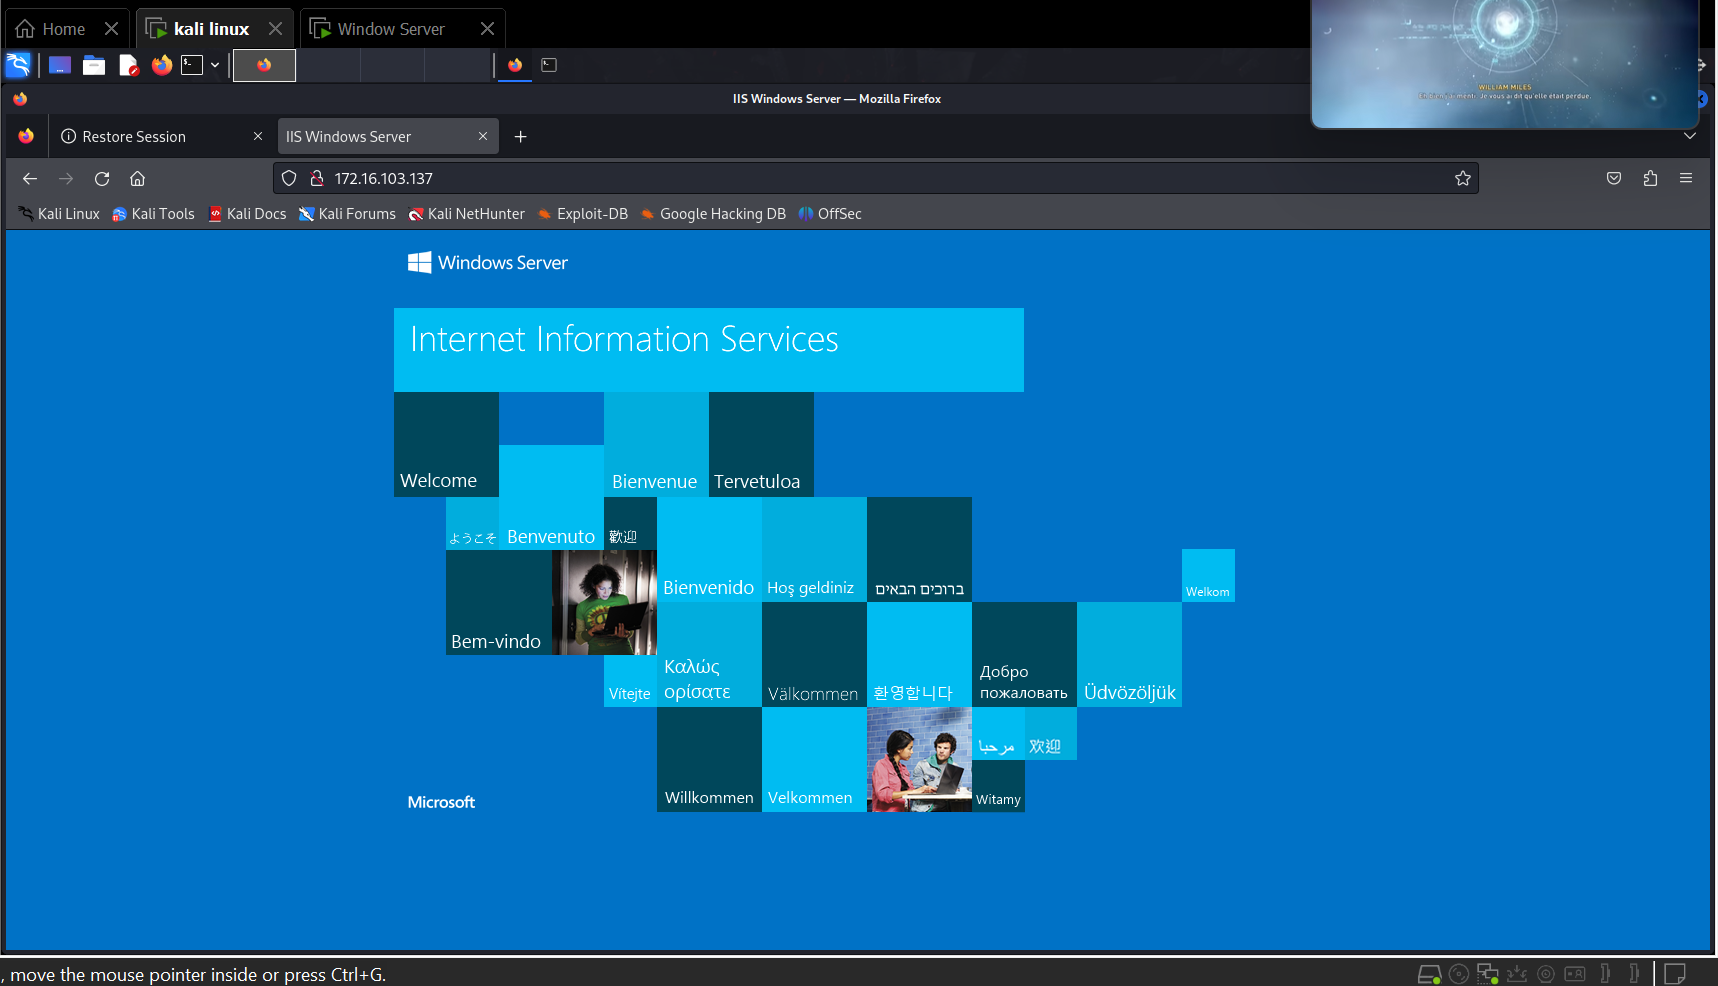 Home
kali linux
Window Server
WILLIAM MILES
IIS Windows Server — Mozilla Firefox
Restore Session
IIS Windows Server
172.16.103.137
Kali Linux
Kali Tools
Kali Docs
Kali Forums
Kali NetHunter
Exploit-DB
Google Hacking DB
OffSec
Windows Server
Internet Information Services
Welcome
Bienvenue
Tervetuloa
ようこそ
Benvenuto
歡迎
Bienvenido
Hoş geldiniz
ברוכים הבאים
Welkom
Bem-vindo
Vítejte
Καλώς
ορίσατε
Välkommen
환영합니다
Добро
пожаловать
Üdvözöljük
مرحبا
欢迎
Microsoft
Willkommen
Velkommen
Witamy
, move the mouse pointer inside or press Ctrl+G.